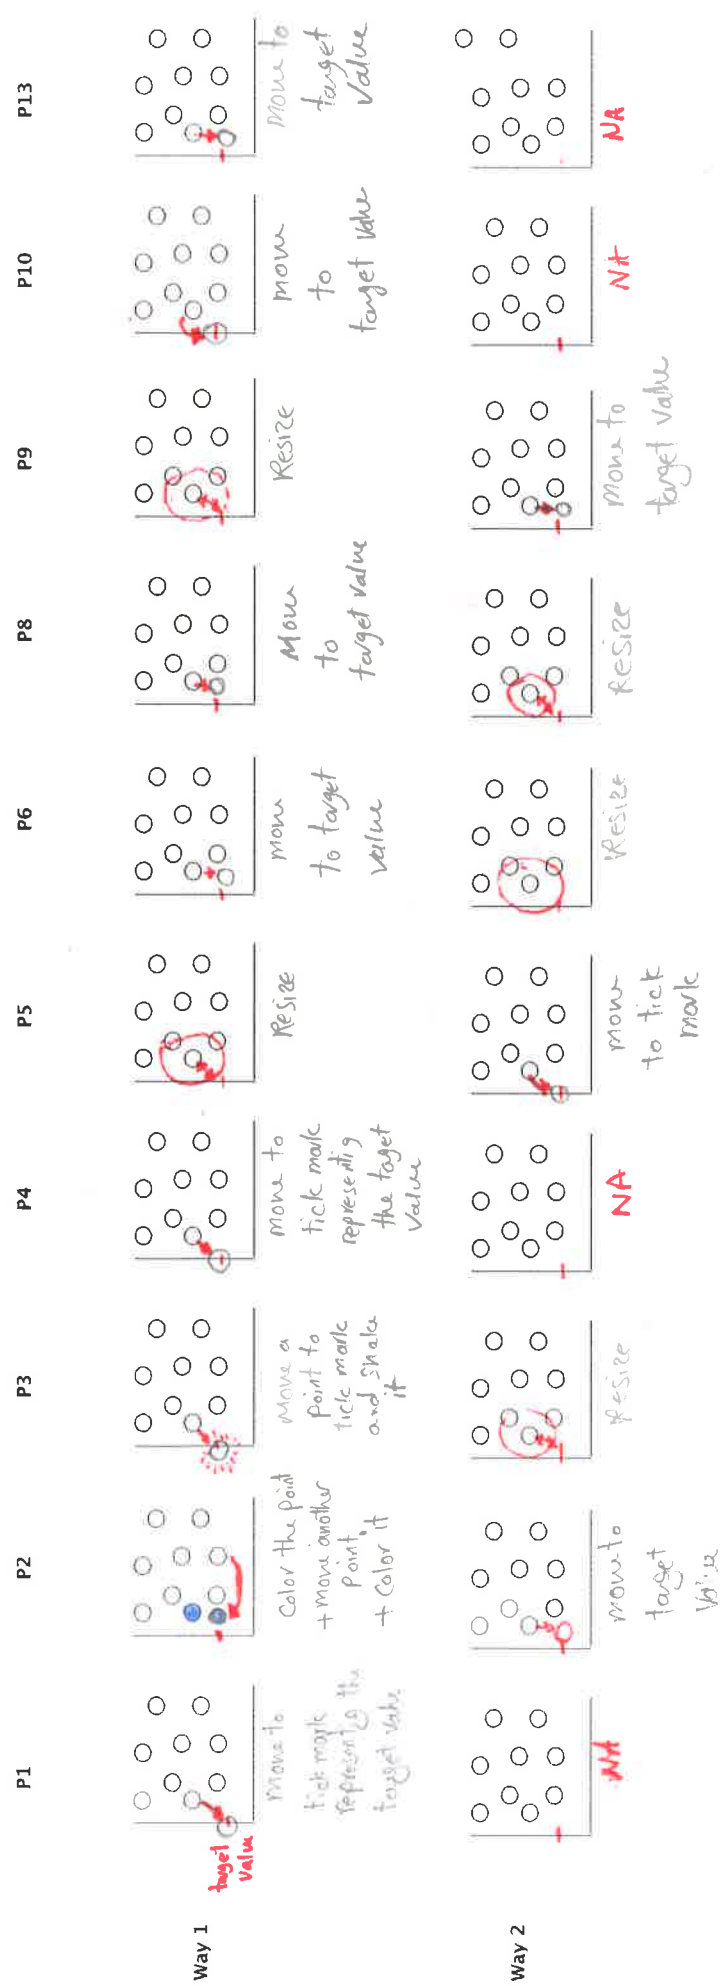 P1
P2
P3
P4
P5
P6
P8
P9
P10
P13
Way 1
target
value
Move to
tick mark
representig the
target value
Color the point
+ move another
point
+ Color it
Move a
point to
tick mark
and shake
it
move to
tick mark
representig
the target
value
Resize
move
to target
value
Move
to
target value
Resize
move
to
target value
Move to
target
value
Way 2
NA
move to
target
value
Resize
NA
move
to tick
mark
Resize
Resize
Move to
target value
NA
NA